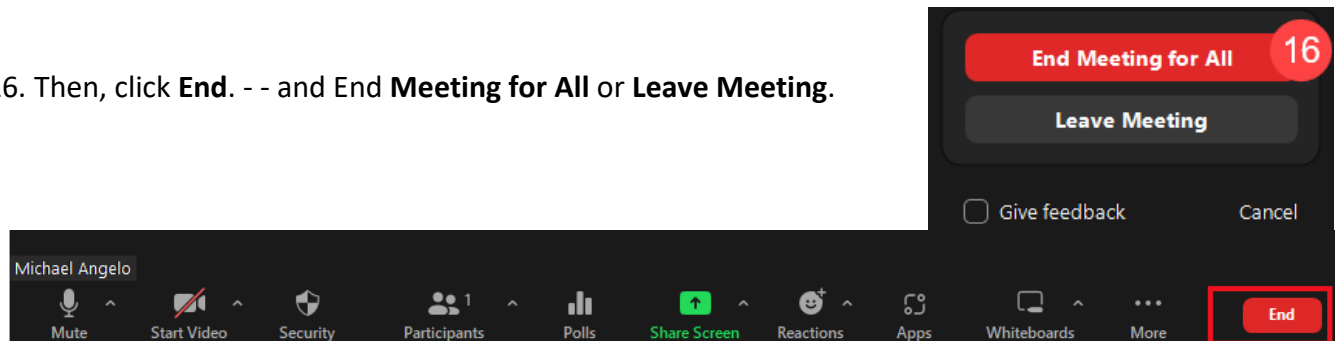 End Meeting for All 16
6. Then, click End. - - and End Meeting for All or Leave Meeting.
Leave Meeting
Give feedback Cancel
Michael Angelo
1
Mute Start Video Security Participants Polls Share Screen Reactions Apps Whiteboards More End